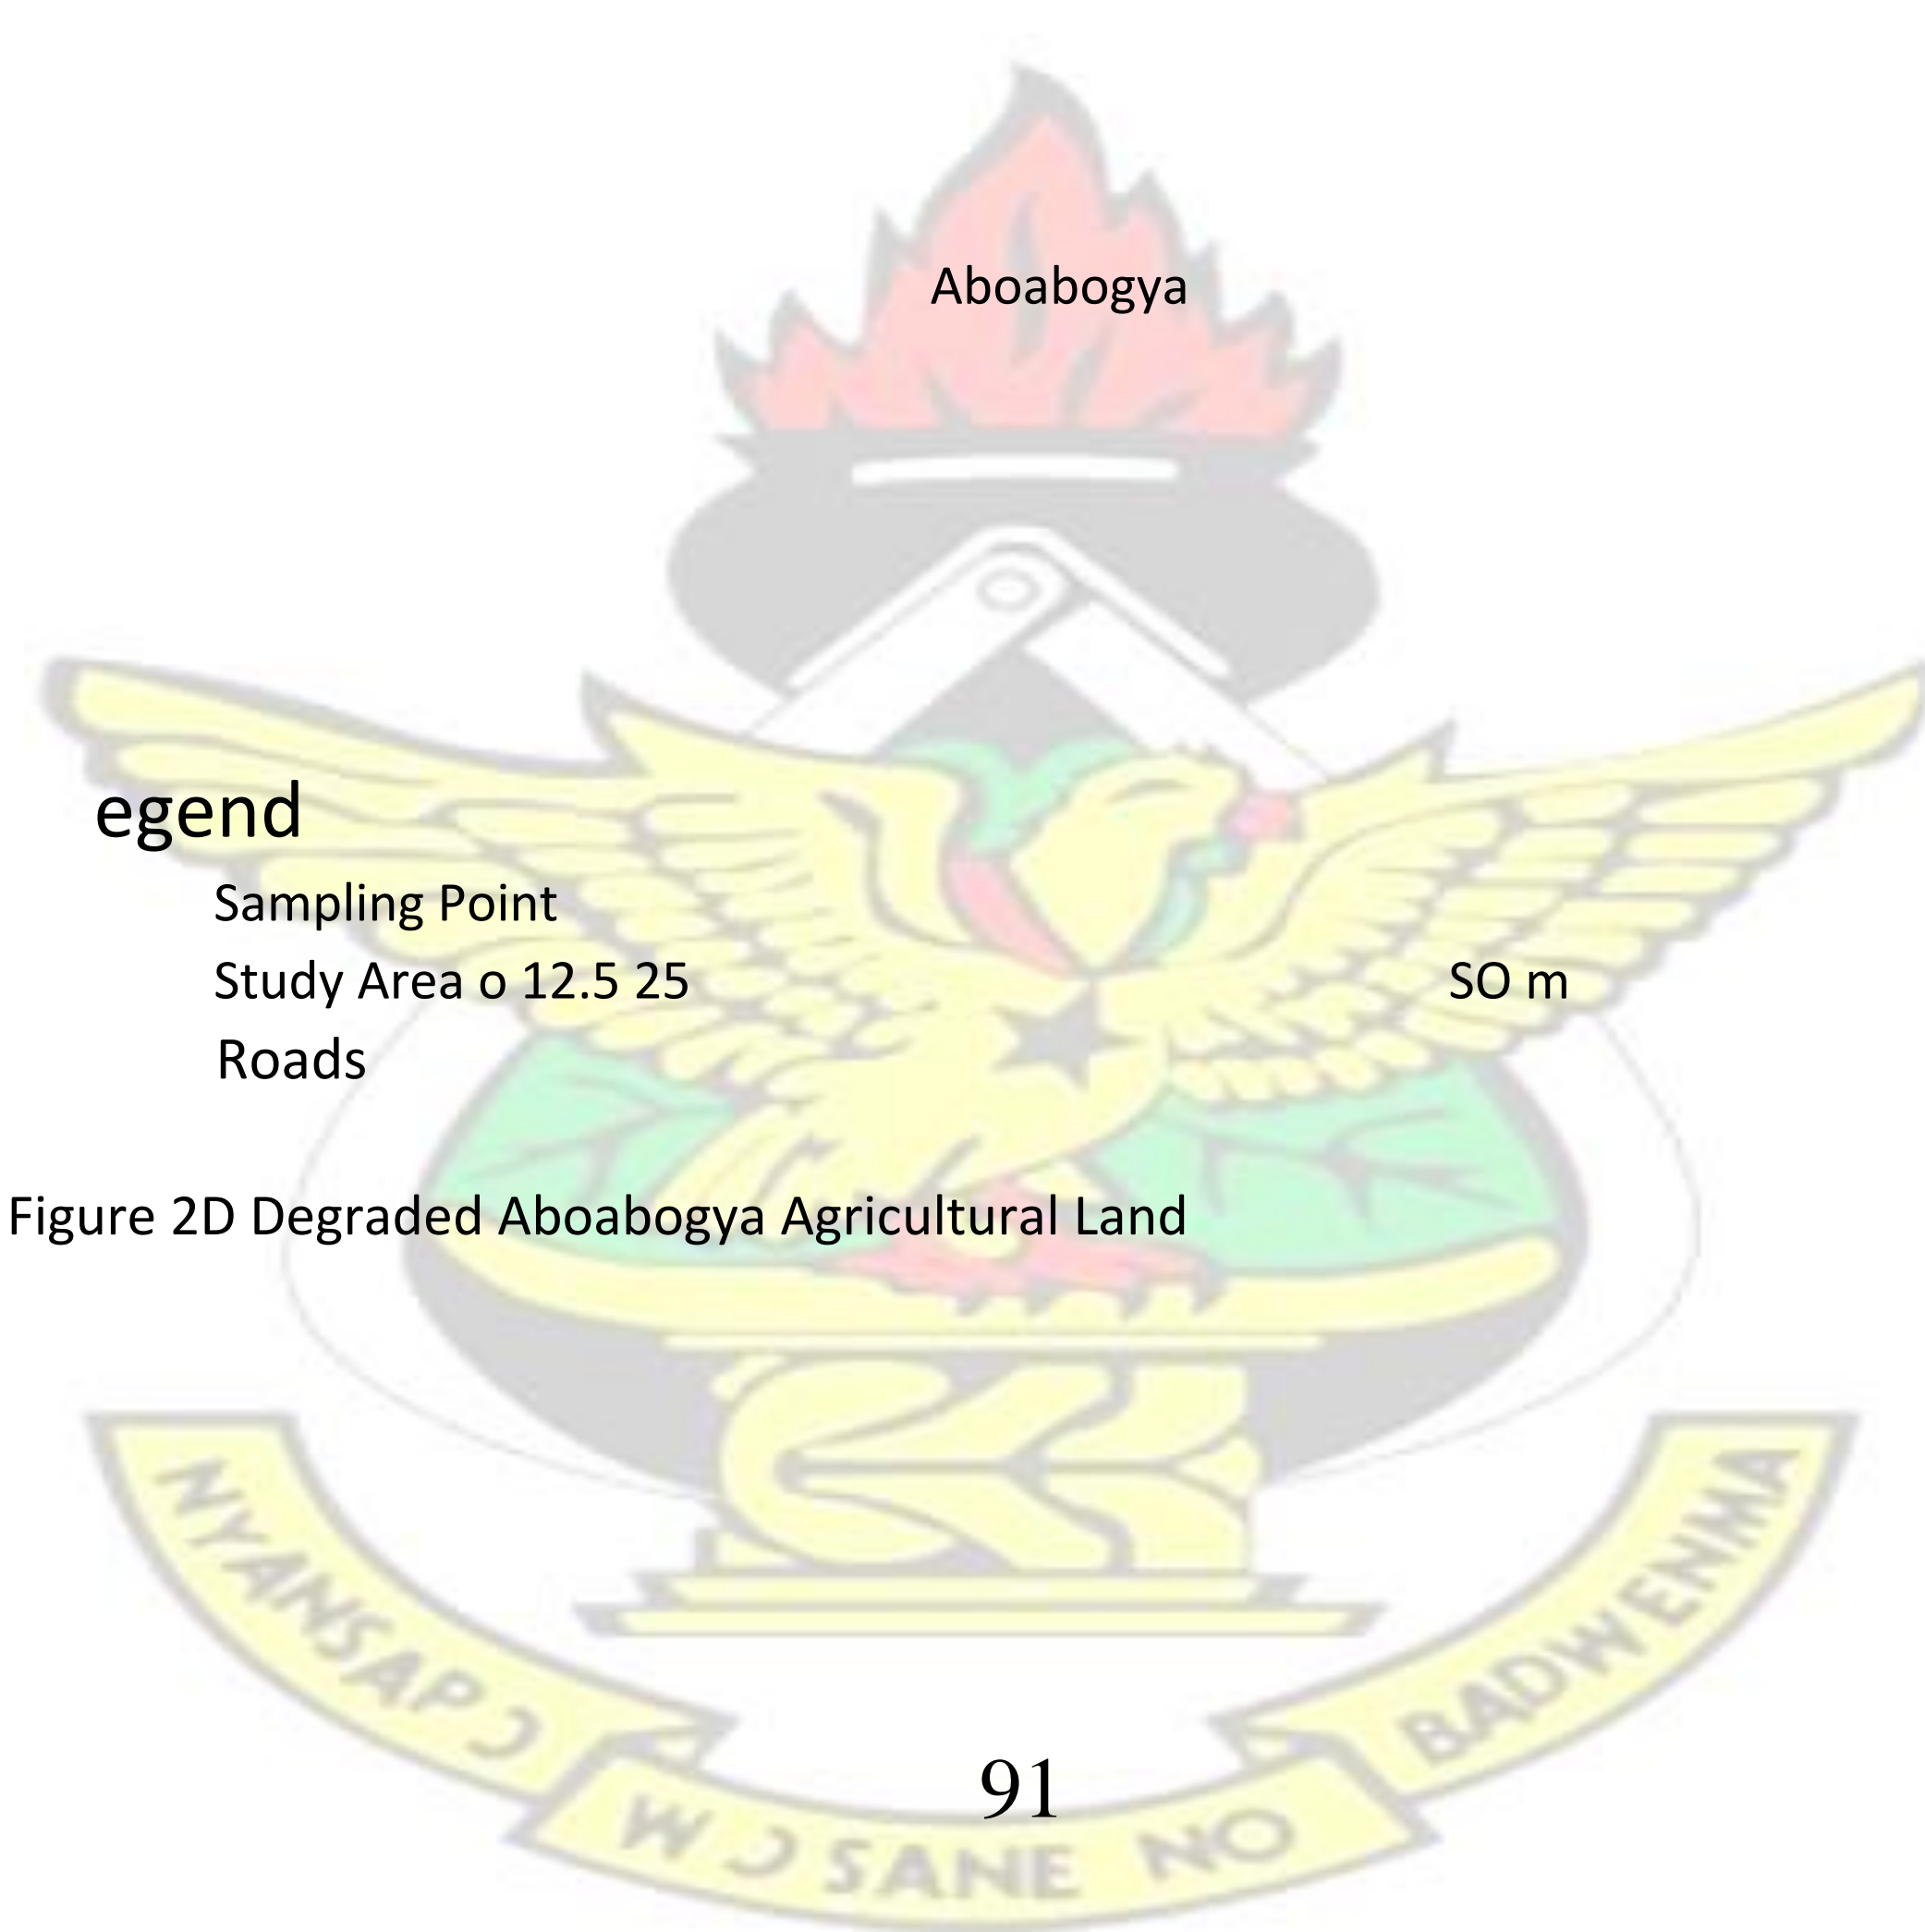 Aboabogya
egend
Sampling Point
Study Area o 12.5 25 SO m
Roads
Figure 2D Degraded Aboabogya Agricultural Land
NYANSAPƆ
WƆSANE NO
BADWENMA
91